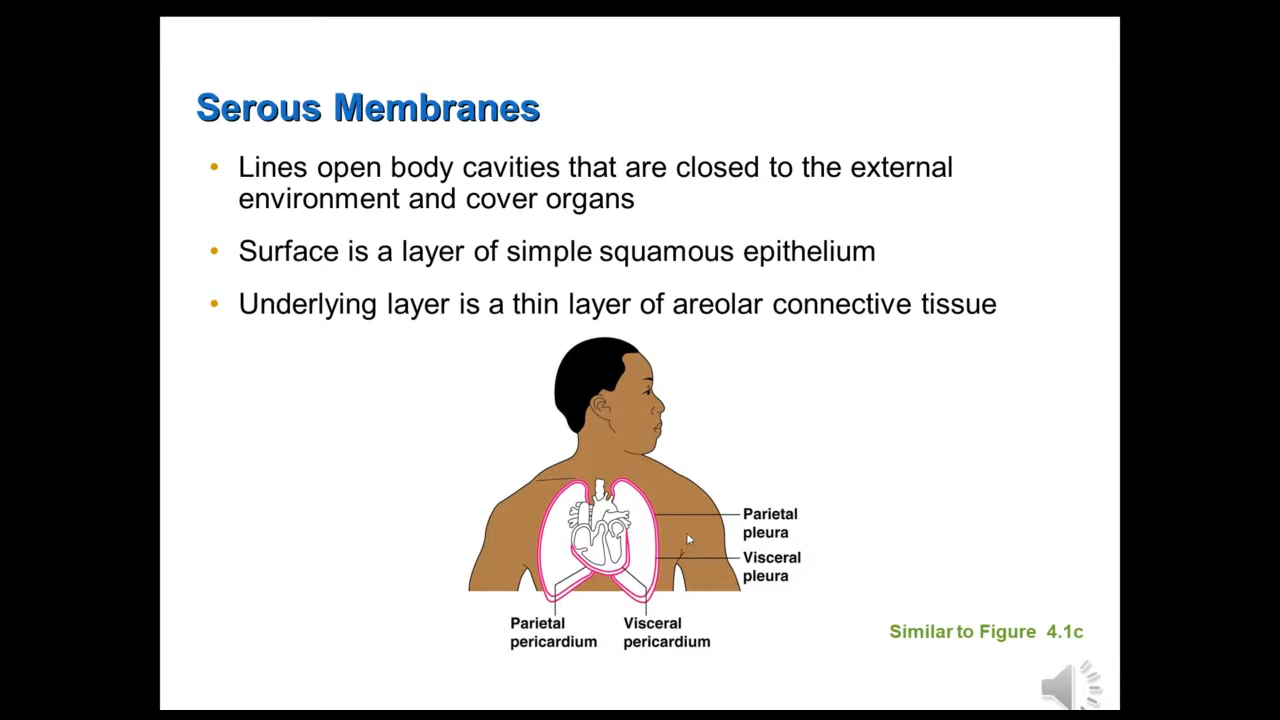 Serous Membranes
• Lines open body cavities that are closed to the external
environment and cover organs
• Surface is a layer of simple squamous epithelium
• Underlying layer is a thin layer of areolar connective tissue
Parietal
pleura
Visceral
pleura
Parietal
pericardium
Visceral
pericardium
Similar to Figure 4.1c